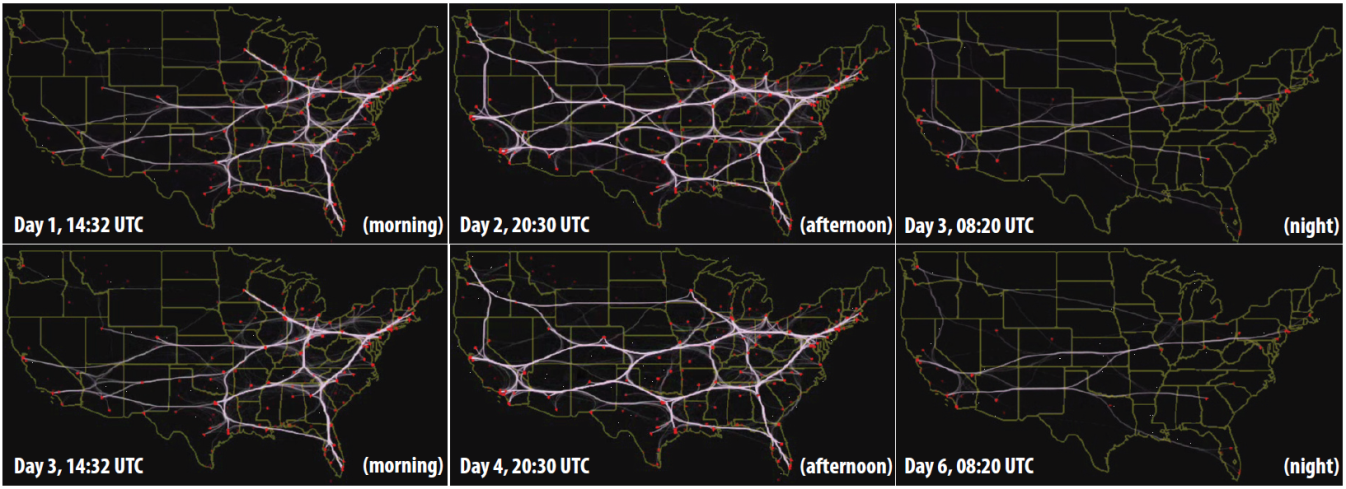 Day 1, 14:32 UTC (morning)
Day 2, 20:30 UTC (afternoon)
Day 3, 08:20 UTC (night)
Day 3, 14:32 UTC (morning)
Day 4, 20:30 UTC (afternoon)
Day 6, 08:20 UTC (night)